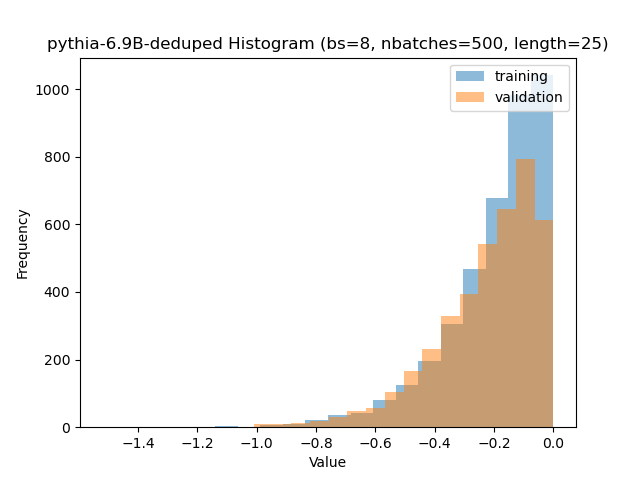 pythia-6.9B-deduped Histogram (bs=8, nbatches=500, length=25)
training
validation
1000
800
600
400
200
0
Frequency
−1.4 −1.2 −1.0 −0.8 −0.6 −0.4 −0.2 0.0
Value